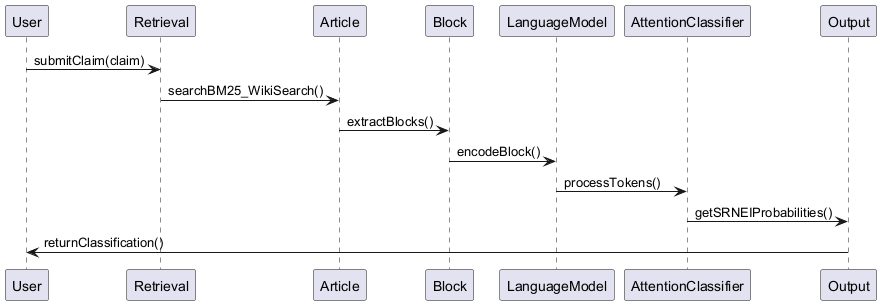 User Retrieval Article Block LanguageModel AttentionClassifier Output
submitClaim(claim)
searchBM25_WikiSearch()
extractBlocks()
encodeBlock()
processTokens()
getSRNEIProbabilities()
returnClassification()
User Retrieval Article Block LanguageModel AttentionClassifier Output